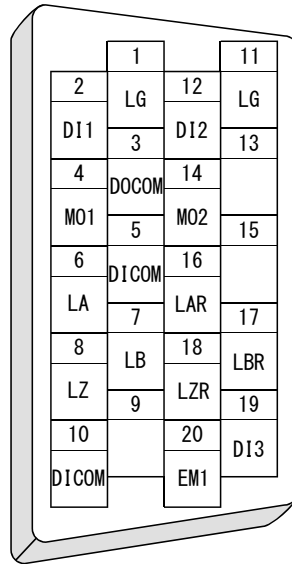 1 11
2 LG 12 LG
DI1 3 DI2 13
4 DOCOM 14
MO1 5 MO2 15
6 DICOM 16
LA 7 LAR 17
8 LB 18 LBR
LZ 9 LZR 19
10 20 DI3
DICOM EM1